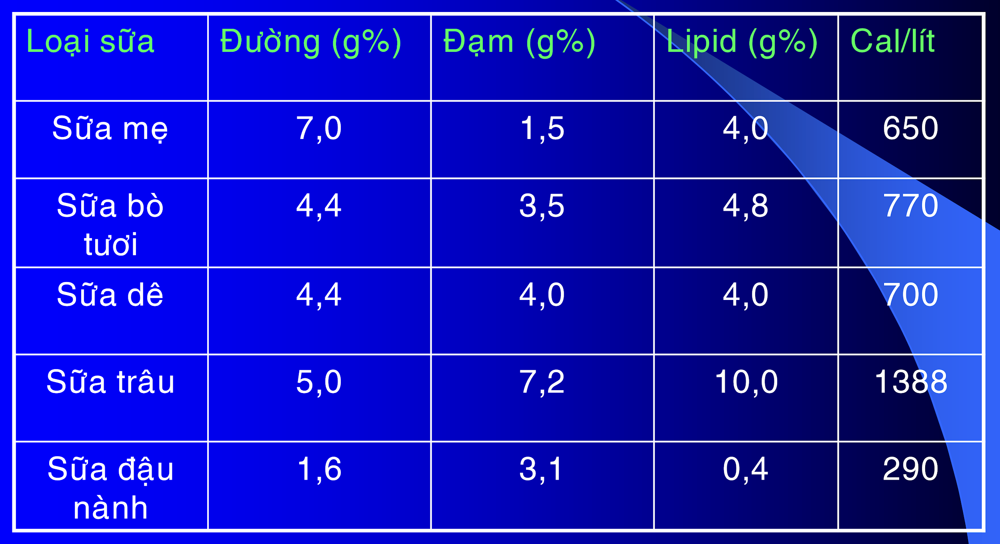 Loại sữa Đường (g%) Đạm (g%) Lipid (g%) Cal/lít
Sữa mẹ 7,0 1,5 4,0 650
Sữa bò 4,4 3,5 4,8 770
tươi
Sữa dê 4,4 4,0 4,0 700
Sữa trâu 5,0 7,2 10,0 1388
Sữa đậu 1,6 3,1 0,4 290
nành